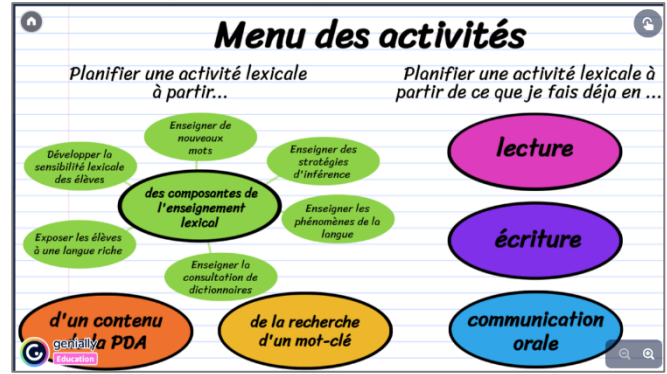 Menu des activités
Planifier une activité lexicale
à partir...
Enseigner de
nouveaux
mots
Développer la
sensibilité lexicale
des élèves
Enseigner des
stratégies
d'inférence
des composantes de
l'enseignement
lexical
Enseigner les
phénomènes de la
langue
Exposer les élèves
à une langue riche
Enseigner la
consultation de
dictionnaires
d'un contenu
la PDA
de la recherche
d'un mot-clé
Planifier une activité lexicale à
partir de ce que je fais déja en ...
lecture
écriture
communication
orale
genially
Education